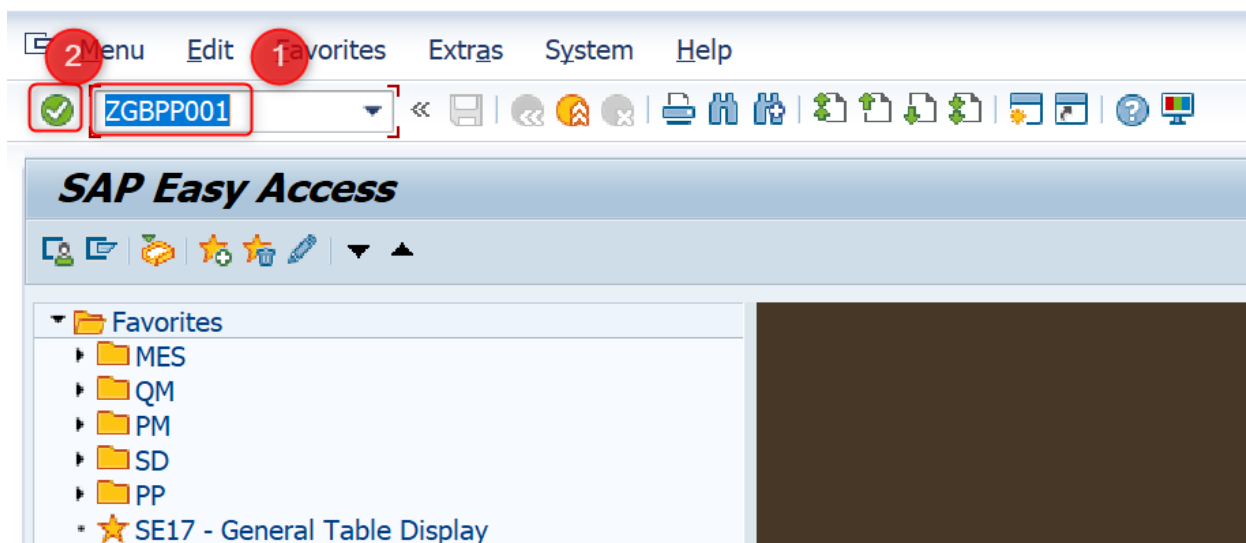 2 Menu Edit 1 Favorites Extras System Help
ZGBPP001
SAP Easy Access
Favorites
MES
QM
PM
SD
PP
SE17 - General Table Display